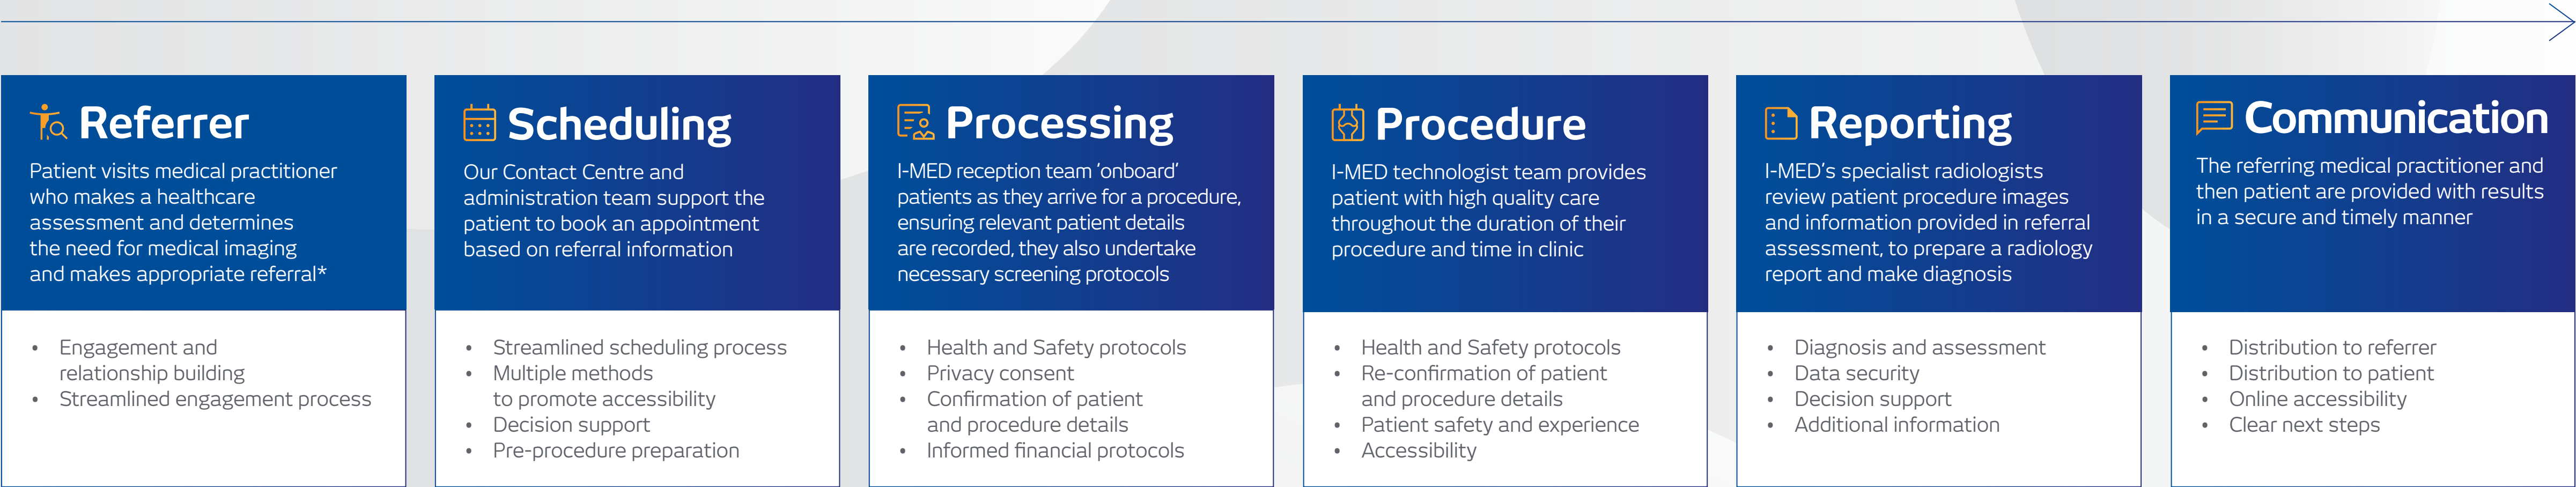 Referrer
Patient visits medical practitioner
who makes a healthcare
assessment and determines
the need for medical imaging
and makes appropriate referral*
• Engagement and
relationship building
• Streamlined engagement process
Scheduling
Our Contact Centre and
administration team support the
patient to book an appointment
based on referral information
• Streamlined scheduling process
• Multiple methods
to promote accessibility
• Decision support
• Pre-procedure preparation
Processing
I-MED reception team ‘onboard’
patients as they arrive for a procedure,
ensuring relevant patient details
are recorded, they also undertake
necessary screening protocols
• Health and Safety protocols
• Privacy consent
• Confirmation of patient
and procedure details
• Informed financial protocols
Procedure
I-MED technologist team provides
patient with high quality care
throughout the duration of their
procedure and time in clinic
• Health and Safety protocols
• Re-confirmation of patient
and procedure details
• Patient safety and experience
• Accessibility
Reporting
I-MED’s specialist radiologists
review patient procedure images
and information provided in referral
assessment, to prepare a radiology
report and make diagnosis
• Diagnosis and assessment
• Data security
• Decision support
• Additional information
Communication
The referring medical practitioner and
then patient are provided with results
in a secure and timely manner
• Distribution to referrer
• Distribution to patient
• Online accessibility
• Clear next steps